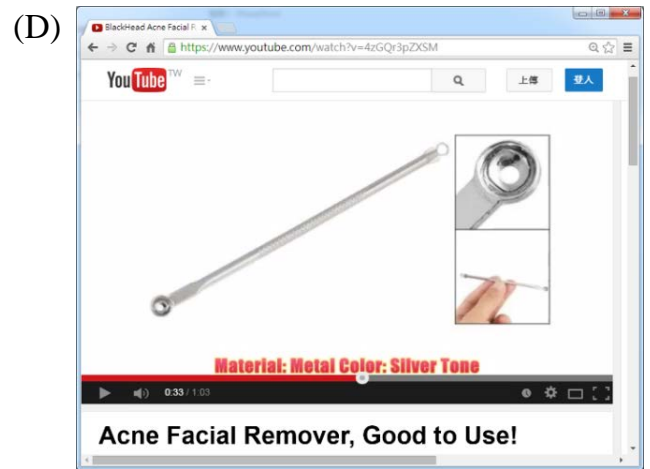 (D)
BlackHead Acne Facial R
https://www.youtube.com/watch?v=4zGQr3pZXSM
YouTube TW
上傳
登入
Material: Metal Color: Silver Tone
0:33 / 1:03
Acne Facial Remover, Good to Use!